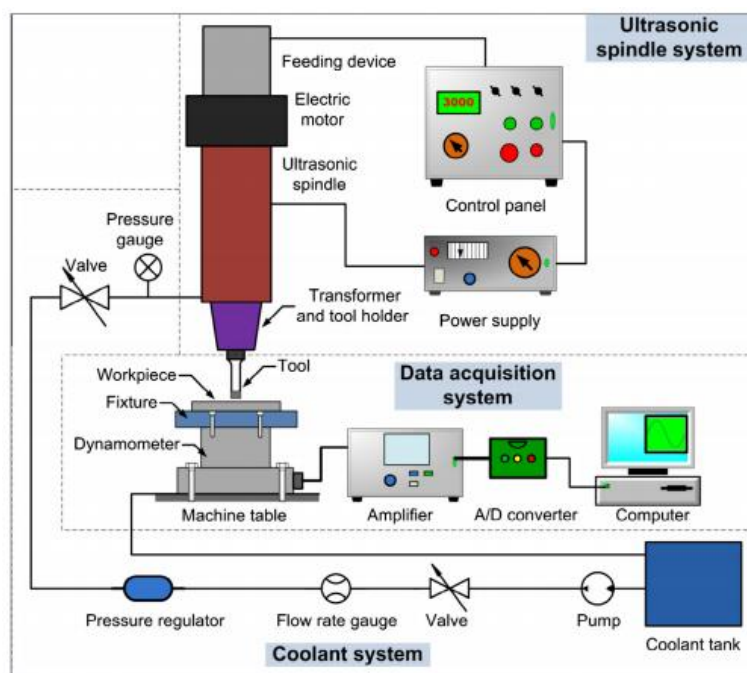 Ultrasonic
spindle system
Feeding device
Electric
motor
3000
Ultrasonic
spindle
Control panel
Pressure
gauge
Valve
Transformer
and tool holder
Power supply
Tool
Workpiece
Fixture
Dynamometer
Data acquisition
system
Machine table
Amplifier
A/D converter
Computer
Pressure regulator
Flow rate gauge
Valve
Pump
Coolant tank
Coolant system